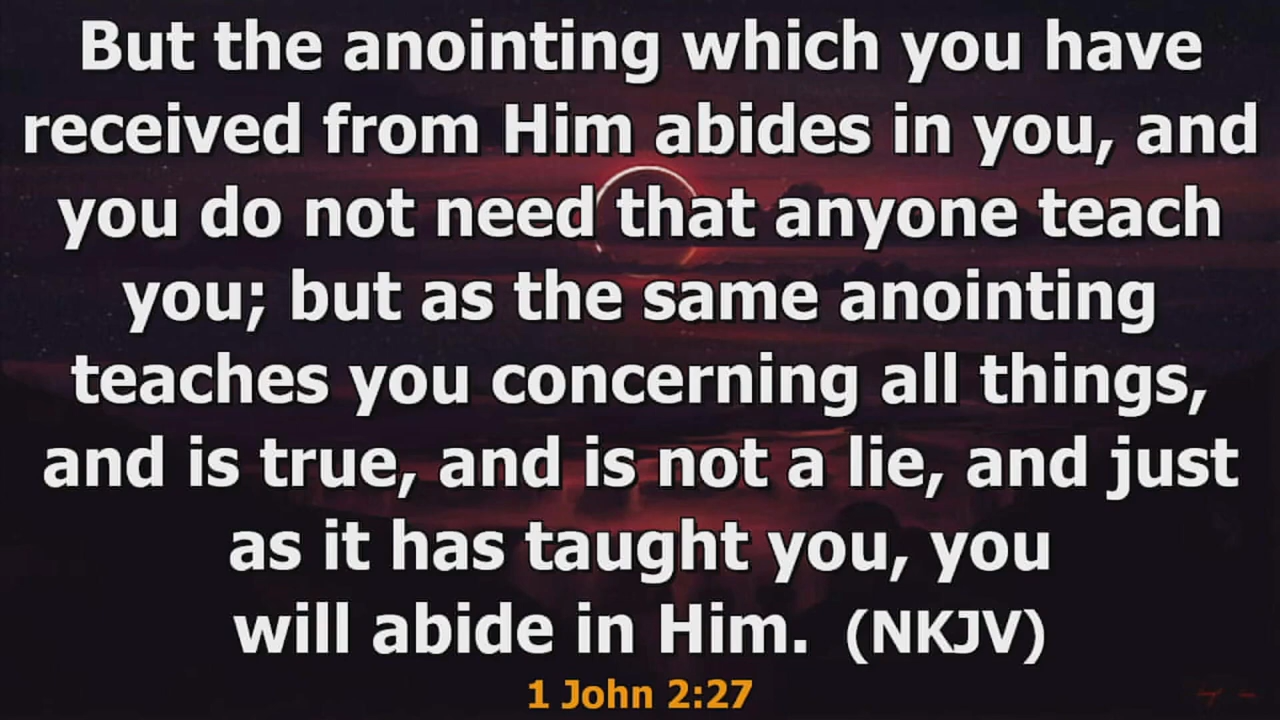 But the anointing which you have
received from Him abides in you, and
you do not need that anyone teach
you; but as the same anointing
teaches you concerning all things,
and is true, and is not a lie, and just
as it has taught you, you
will abide in Him. (NKJV)
1 John 2:27